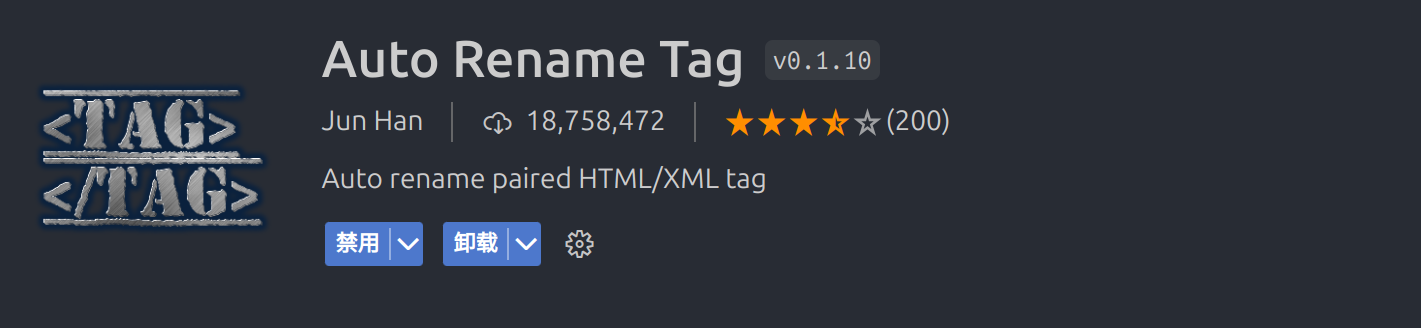 <TAG>
</TAG>
Auto Rename Tag v0.1.10
Jun Han 18,758,472 (200)
Auto rename paired HTML/XML tag
禁用 卸载